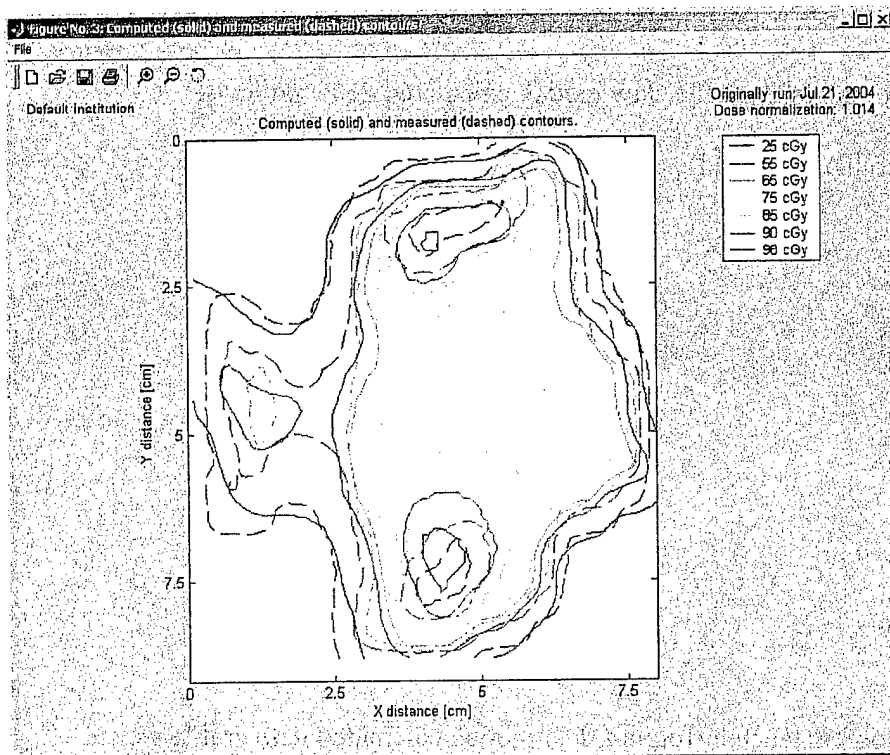 Figure No. 3: Computed (solid) and measured (dashed) contours
File
Default Institution
Originally run: Jul 21, 2004
Dose normalization: 1.014
Computed (solid) and measured (dashed) contours.
25 cGy
55 cGy
65 cGy
75 cGy
85 cGy
90 cGy
98 cGy
0
2.5
5
7.5
Y distance [cm]
0
2.5
5
7.5
X distance [cm]